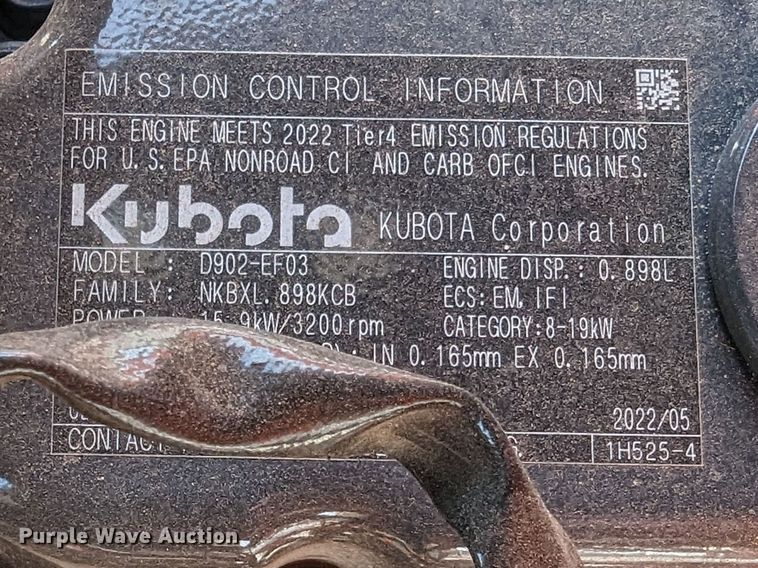 EMISSION CONTROL INFORMATION
THIS ENGINE MEETS 2022 Tier4 EMISSION REGULATIONS
FOR U.S.EPA NONROAD CI AND CARB OFCI ENGINES.
Kubota KUBOTA Corporation
MODEL : D902-EF03 ENGINE DISP.: 0.898L
FAMILY: NKBXL.898KCB ECS: EM, IFI
POWER 15.9kW/3200rpm CATEGORY:8-19kW
: IN 0.165mm EX 0.165mm
2022/05
CONTACT 1H525-4
Purple Wave Auction